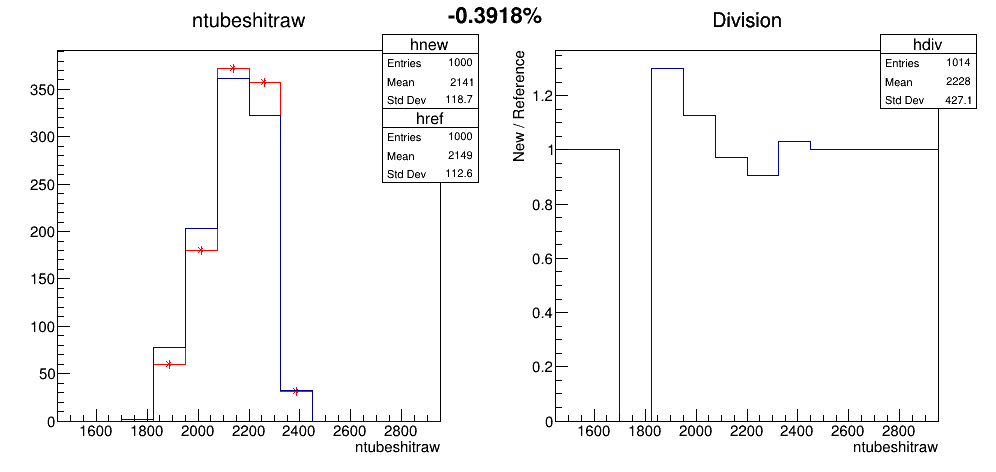 -0.3918%
ntubeshitraw
hnew
Entries 1000
Mean 2141
Std Dev 118.7
href
Entries 1000
Mean 2149
Std Dev 112.6
350
300
250
200
150
100
50
0
1600 1800 2000 2200 2400 2600 2800
ntubeshitraw
Division
hdiv
Entries 1014
Mean 2228
Std Dev 427.1
New / Reference
1.2
1
0.8
0.6
0.4
0.2
0
1600 1800 2000 2200 2400 2600 2800
ntubeshitraw